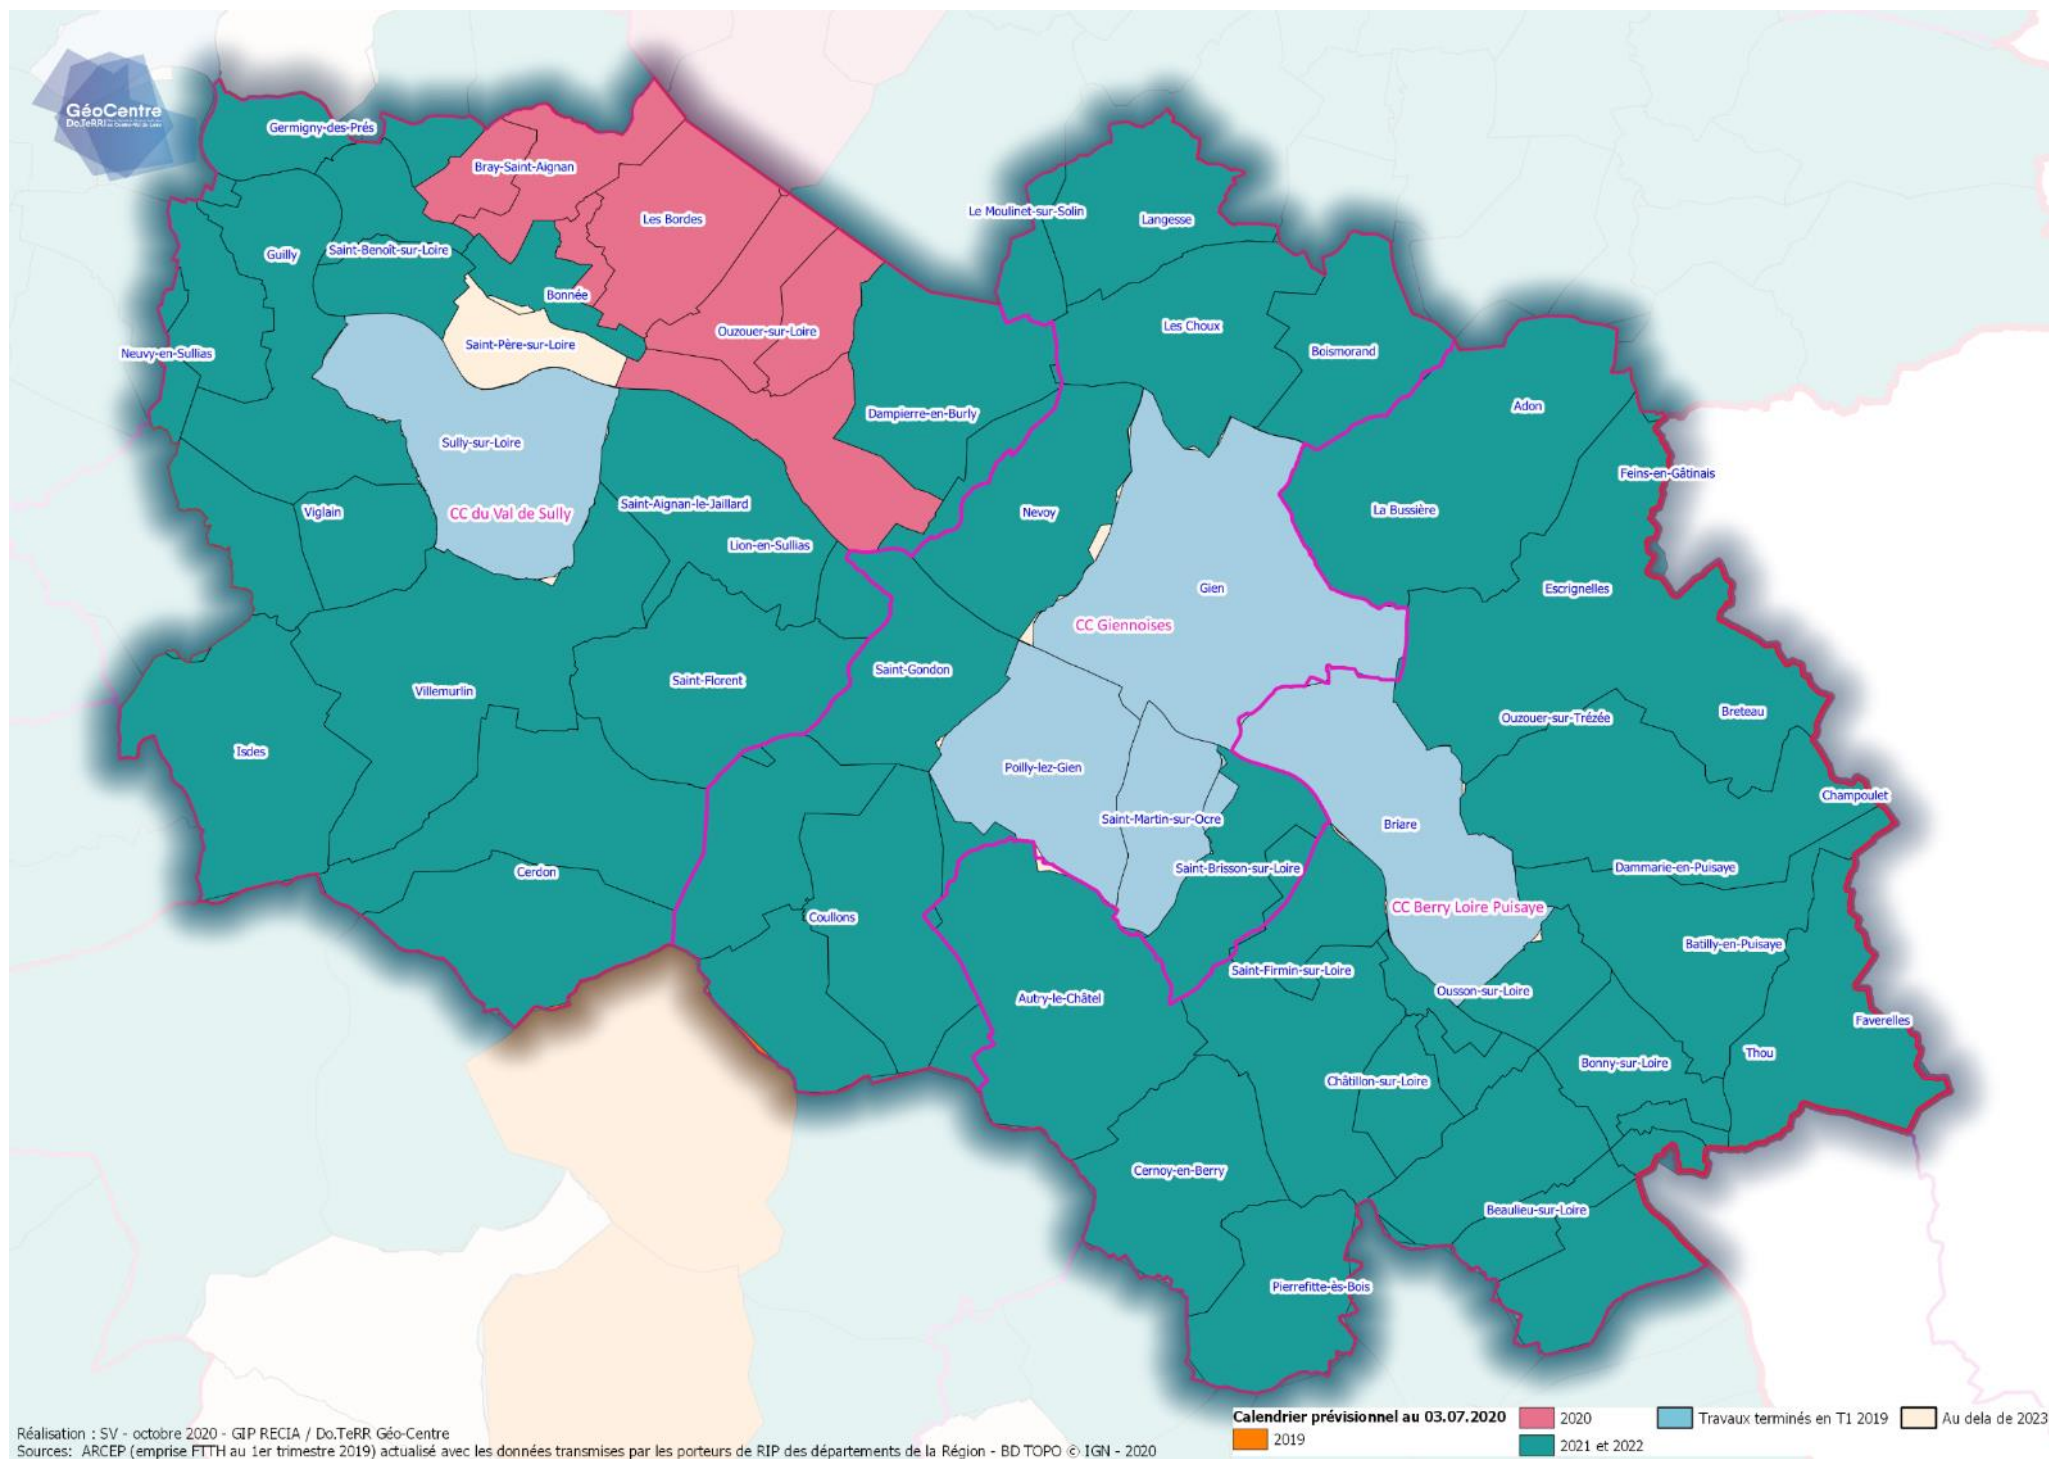 GéoCentre
Do.TeRRI
Germigny-des-Prés
Bray-Saint-Aignan
Les Bordes
Le Moulinet-sur-Solin
Langesse
Guilly
Saint-Benoît-sur-Loire
Bonnée
Ouzouer-sur-Loire
Les Choux
Boismorand
Neuvy-en-Sullias
Saint-Père-sur-Loire
Dampierre-en-Burly
Adon
Sully-sur-Loire
Feins-en-Gâtinais
Viglain
CC du Val de Sully
Saint-Aignan-le-Jaillard
Nevoy
La Bussière
Lion-en-Sullias
Gien
Escrignelles
CC Giennoises
Villemurlin
Saint-Florent
Saint-Gondon
Ouzouer-sur-Trézée
Breteau
Isdes
Poilly-lez-Gien
Champoulet
Saint-Martin-sur-Ocre
Briare
Cerdon
Saint-Brisson-sur-Loire
Dammarie-en-Puisaye
Coullons
CC Berry Loire Puisaye
Batilly-en-Puisaye
Saint-Firmin-sur-Loire
Autry-le-Châtel
Ousson-sur-Loire
Faverelles
Châtillon-sur-Loire
Bonny-sur-Loire
Thou
Cernoy-en-Berry
Beaulieu-sur-Loire
Pierrefitte-ès-Bois
Calendrier prévisionnel au 03.07.2020
2019
2020
2021 et 2022
Travaux terminés en T1 2019
Au dela de 2023
Réalisation : SV - octobre 2020 - GIP RECIA / Do.TeRR Géo-Centre
Sources: ARCEP (emprise FTTH au 1er trimestre 2019) actualisé avec les données transmises par les porteurs de RIP des départements de la Région - BD TOPO © IGN - 2020